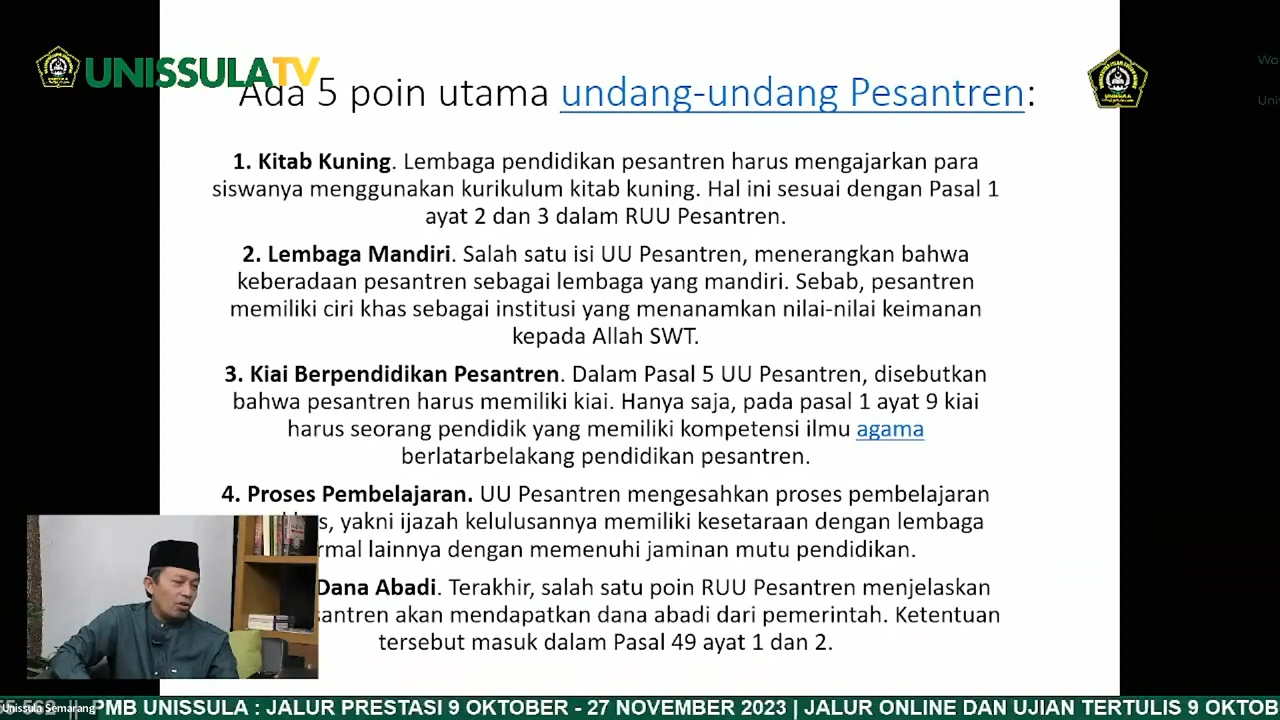 UNISSULATV
Ada 5 poin utama undang-undang Pesantren:
1. Kitab Kuning. Lembaga pendidikan pesantren harus mengajarkan para
siswanya menggunakan kurikulum kitab kuning. Hal ini sesuai dengan Pasal 1
ayat 2 dan 3 dalam RUU Pesantren.
2. Lembaga Mandiri. Salah satu isi UU Pesantren, menerangkan bahwa
keberadaan pesantren sebagai lembaga yang mandiri. Sebab, pesantren
memiliki ciri khas sebagai institusi yang menanamkan nilai-nilai keimanan
kepada Allah SWT.
3. Kiai Berpendidikan Pesantren. Dalam Pasal 5 UU Pesantren, disebutkan
bahwa pesantren harus memiliki kiai. Hanya saja, pada pasal 1 ayat 9 kiai
harus seorang pendidik yang memiliki kompetensi ilmu agama
berlatarbelakang pendidikan pesantren.
4. Proses Pembelajaran. UU Pesantren mengesahkan proses pembelajaran
yakni ijazah kelulusannya memiliki kesetaraan dengan lembaga
lainnya dengan memenuhi jaminan mutu pendidikan.
Dana Abadi. Terakhir, salah satu poin RUU Pesantren menjelaskan
akan mendapatkan dana abadi dari pemerintah. Ketentuan
tersebut masuk dalam Pasal 49 ayat 1 dan 2.
Unissula Semarang
PMB UNISSULA : JALUR PRESTASI 9 OKTOBER - 27 NOVEMBER 2023 | JALUR ONLINE DAN UJIAN TERTULIS 9 OKTOB